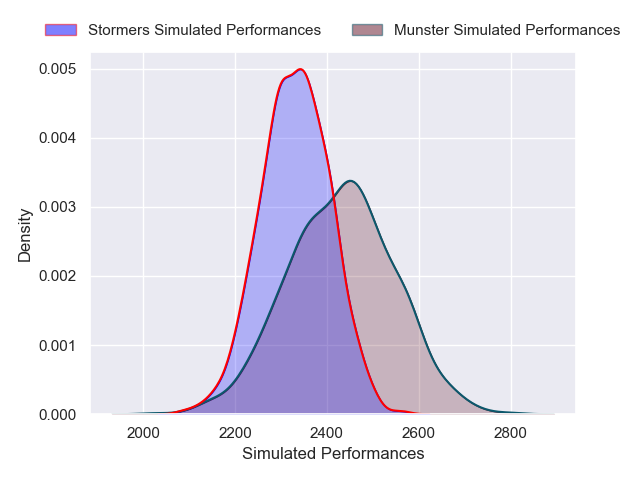 Stormers Simulated Performances Munster Simulated Performances
0.005
0.004
0.003
0.002
0.001
0.000
Density
2000 2200 2400 2600 2800
Simulated Performances